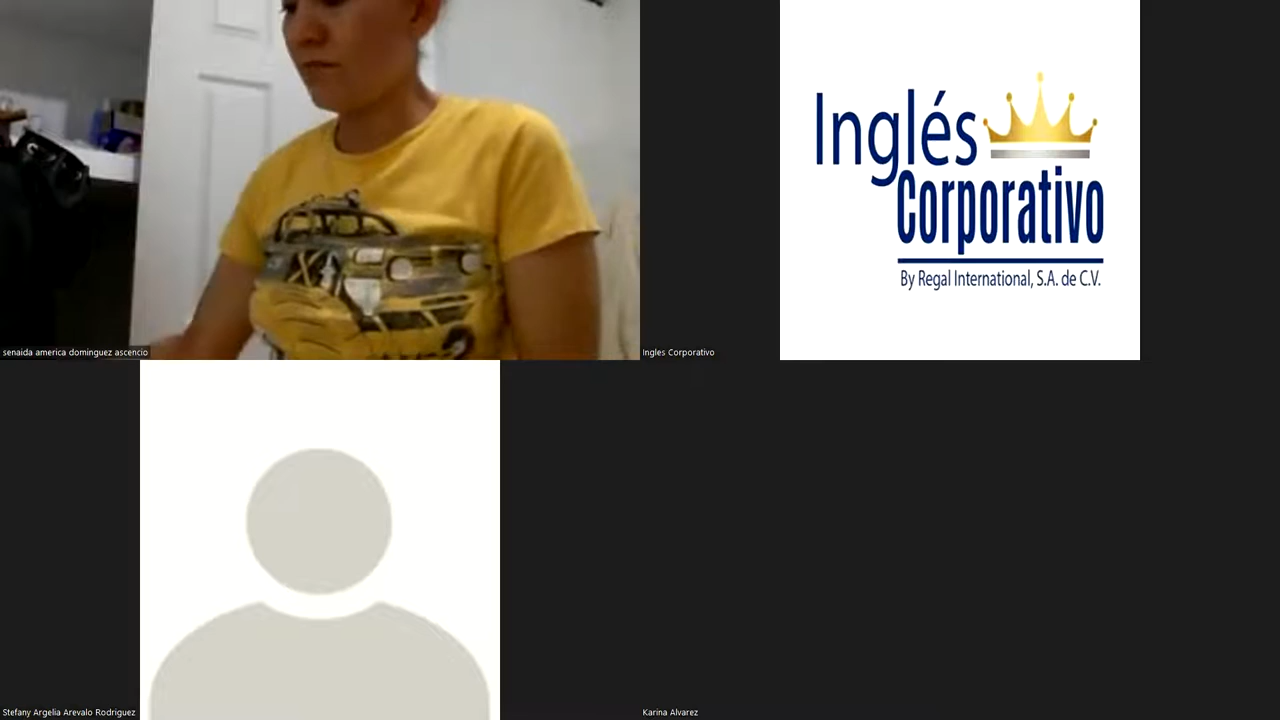 Inglés
Corporativo
By Regal International, S.A. de C.V.
senaida america dominguez ascencio
Ingles Corporativo
Stefany Argelia Arevalo Rodriguez
Karina Alvarez